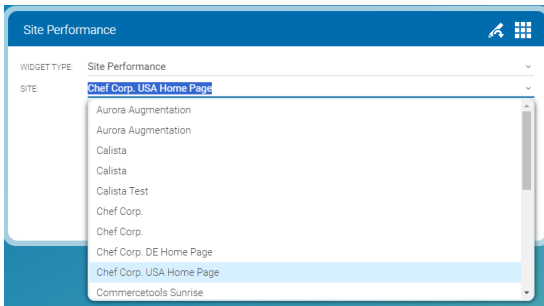 Site Performance
WIDGET TYPE: Site Performance
SITE: Chef Corp. USA Home Page
Aurora Augmentation
Aurora Augmentation
Calista
Calista
Calista Test
Chef Corp.
Chef Corp.
Chef Corp. DE Home Page
Chef Corp. USA Home Page
Commercetools Sunrise